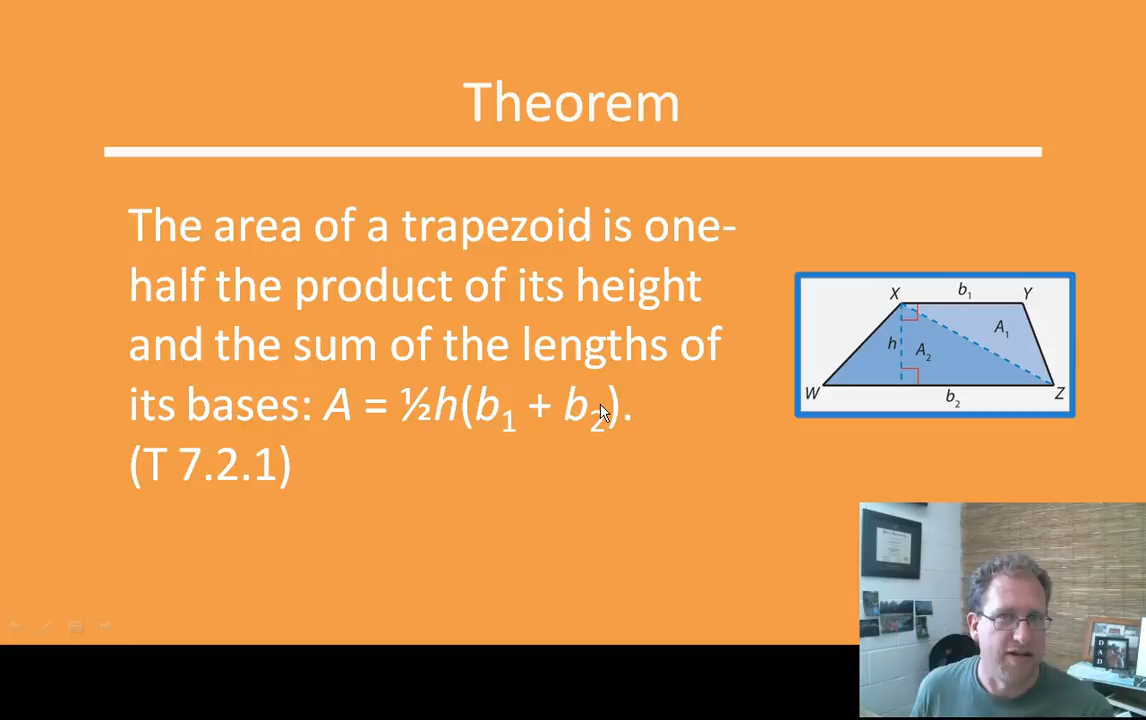 Theorem
The area of a trapezoid is one-
half the product of its height
and the sum of the lengths of
its bases: A = ½h(b₁ + b₂).
(T 7.2.1)
X b₁ Y
A₁
h A₂
W b₂ Z
DAD